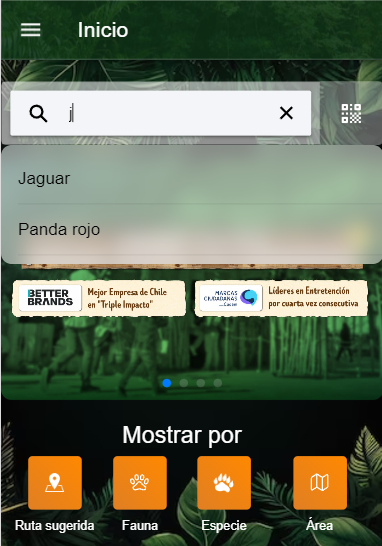 Inicio
j
Jaguar
Panda rojo
BETTER
BRANDS
Mejor Empresa de Chile
en "Triple Impacto"
MARCAS
CIUDADANAS
Líderes en Entretención
por cuarta vez consecutiva
Mostrar por
Ruta sugerida
Fauna
Especie
Área